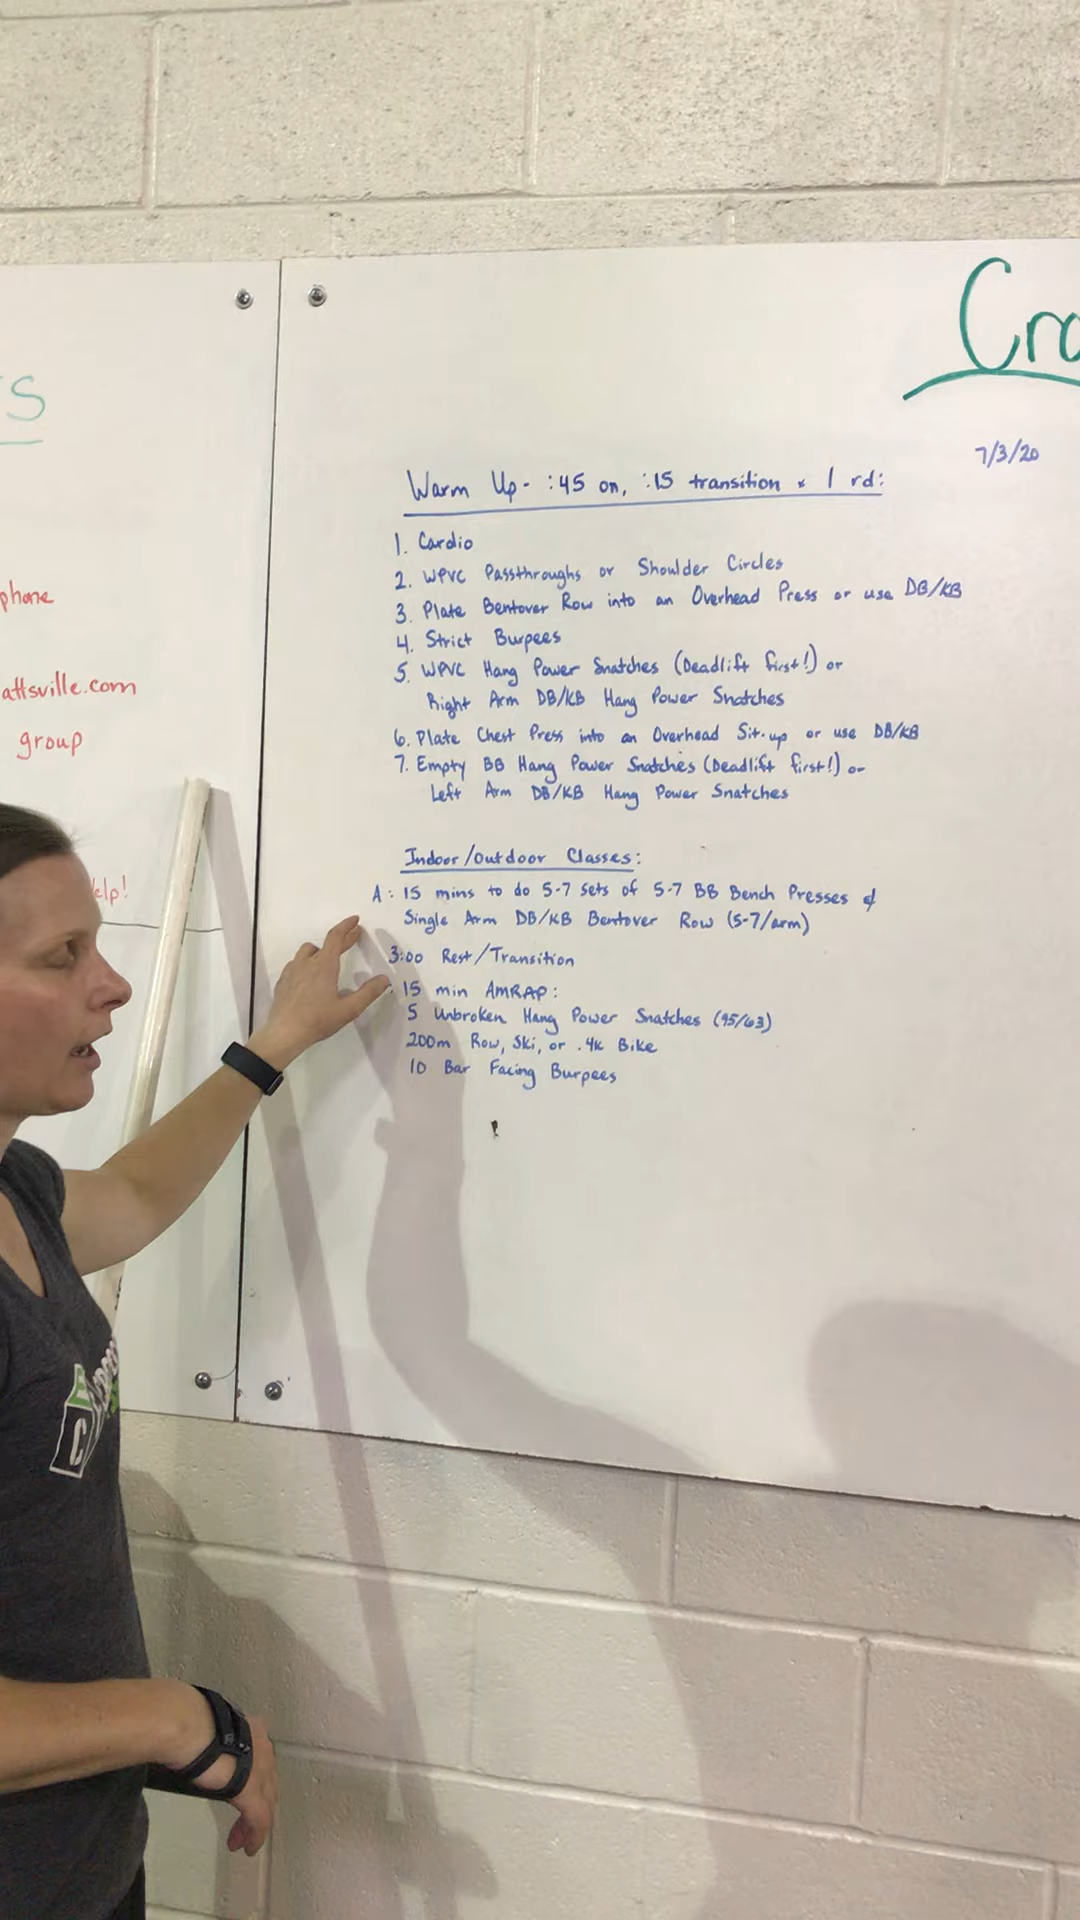 Cro
TS
7/3/20
phone
attsville.com
group
elp!
Warm Up - :45 on, :15 transition x 1 rd:
1. Cardio
2. WPVC Passthroughs or Shoulder Circles
3. Plate Bentover Row into an Overhead Press or use DB/KB
4. Strict Burpees
5. WPVC Hang Power Snatches (Deadlift first!) or
Right Arm DB/KB Hang Power Snatches
6. Plate Chest Press into an Overhead Sit-up or use DB/KB
7. Empty BB Hang Power Snatches (Deadlift first!) or
Left Arm DB/KB Hang Power Snatches
Indoor/Outdoor Classes:
A: 15 mins to do 5-7 sets of 5-7 BB Bench Presses &
Single Arm DB/KB Bentover Row (5-7/arm)
3:00 Rest/Transition
: 15 min AMRAP:
5 Unbroken Hang Power Snatches (95/63)
200m Row, Ski, or .4K Bike
10 Bar Facing Burpees